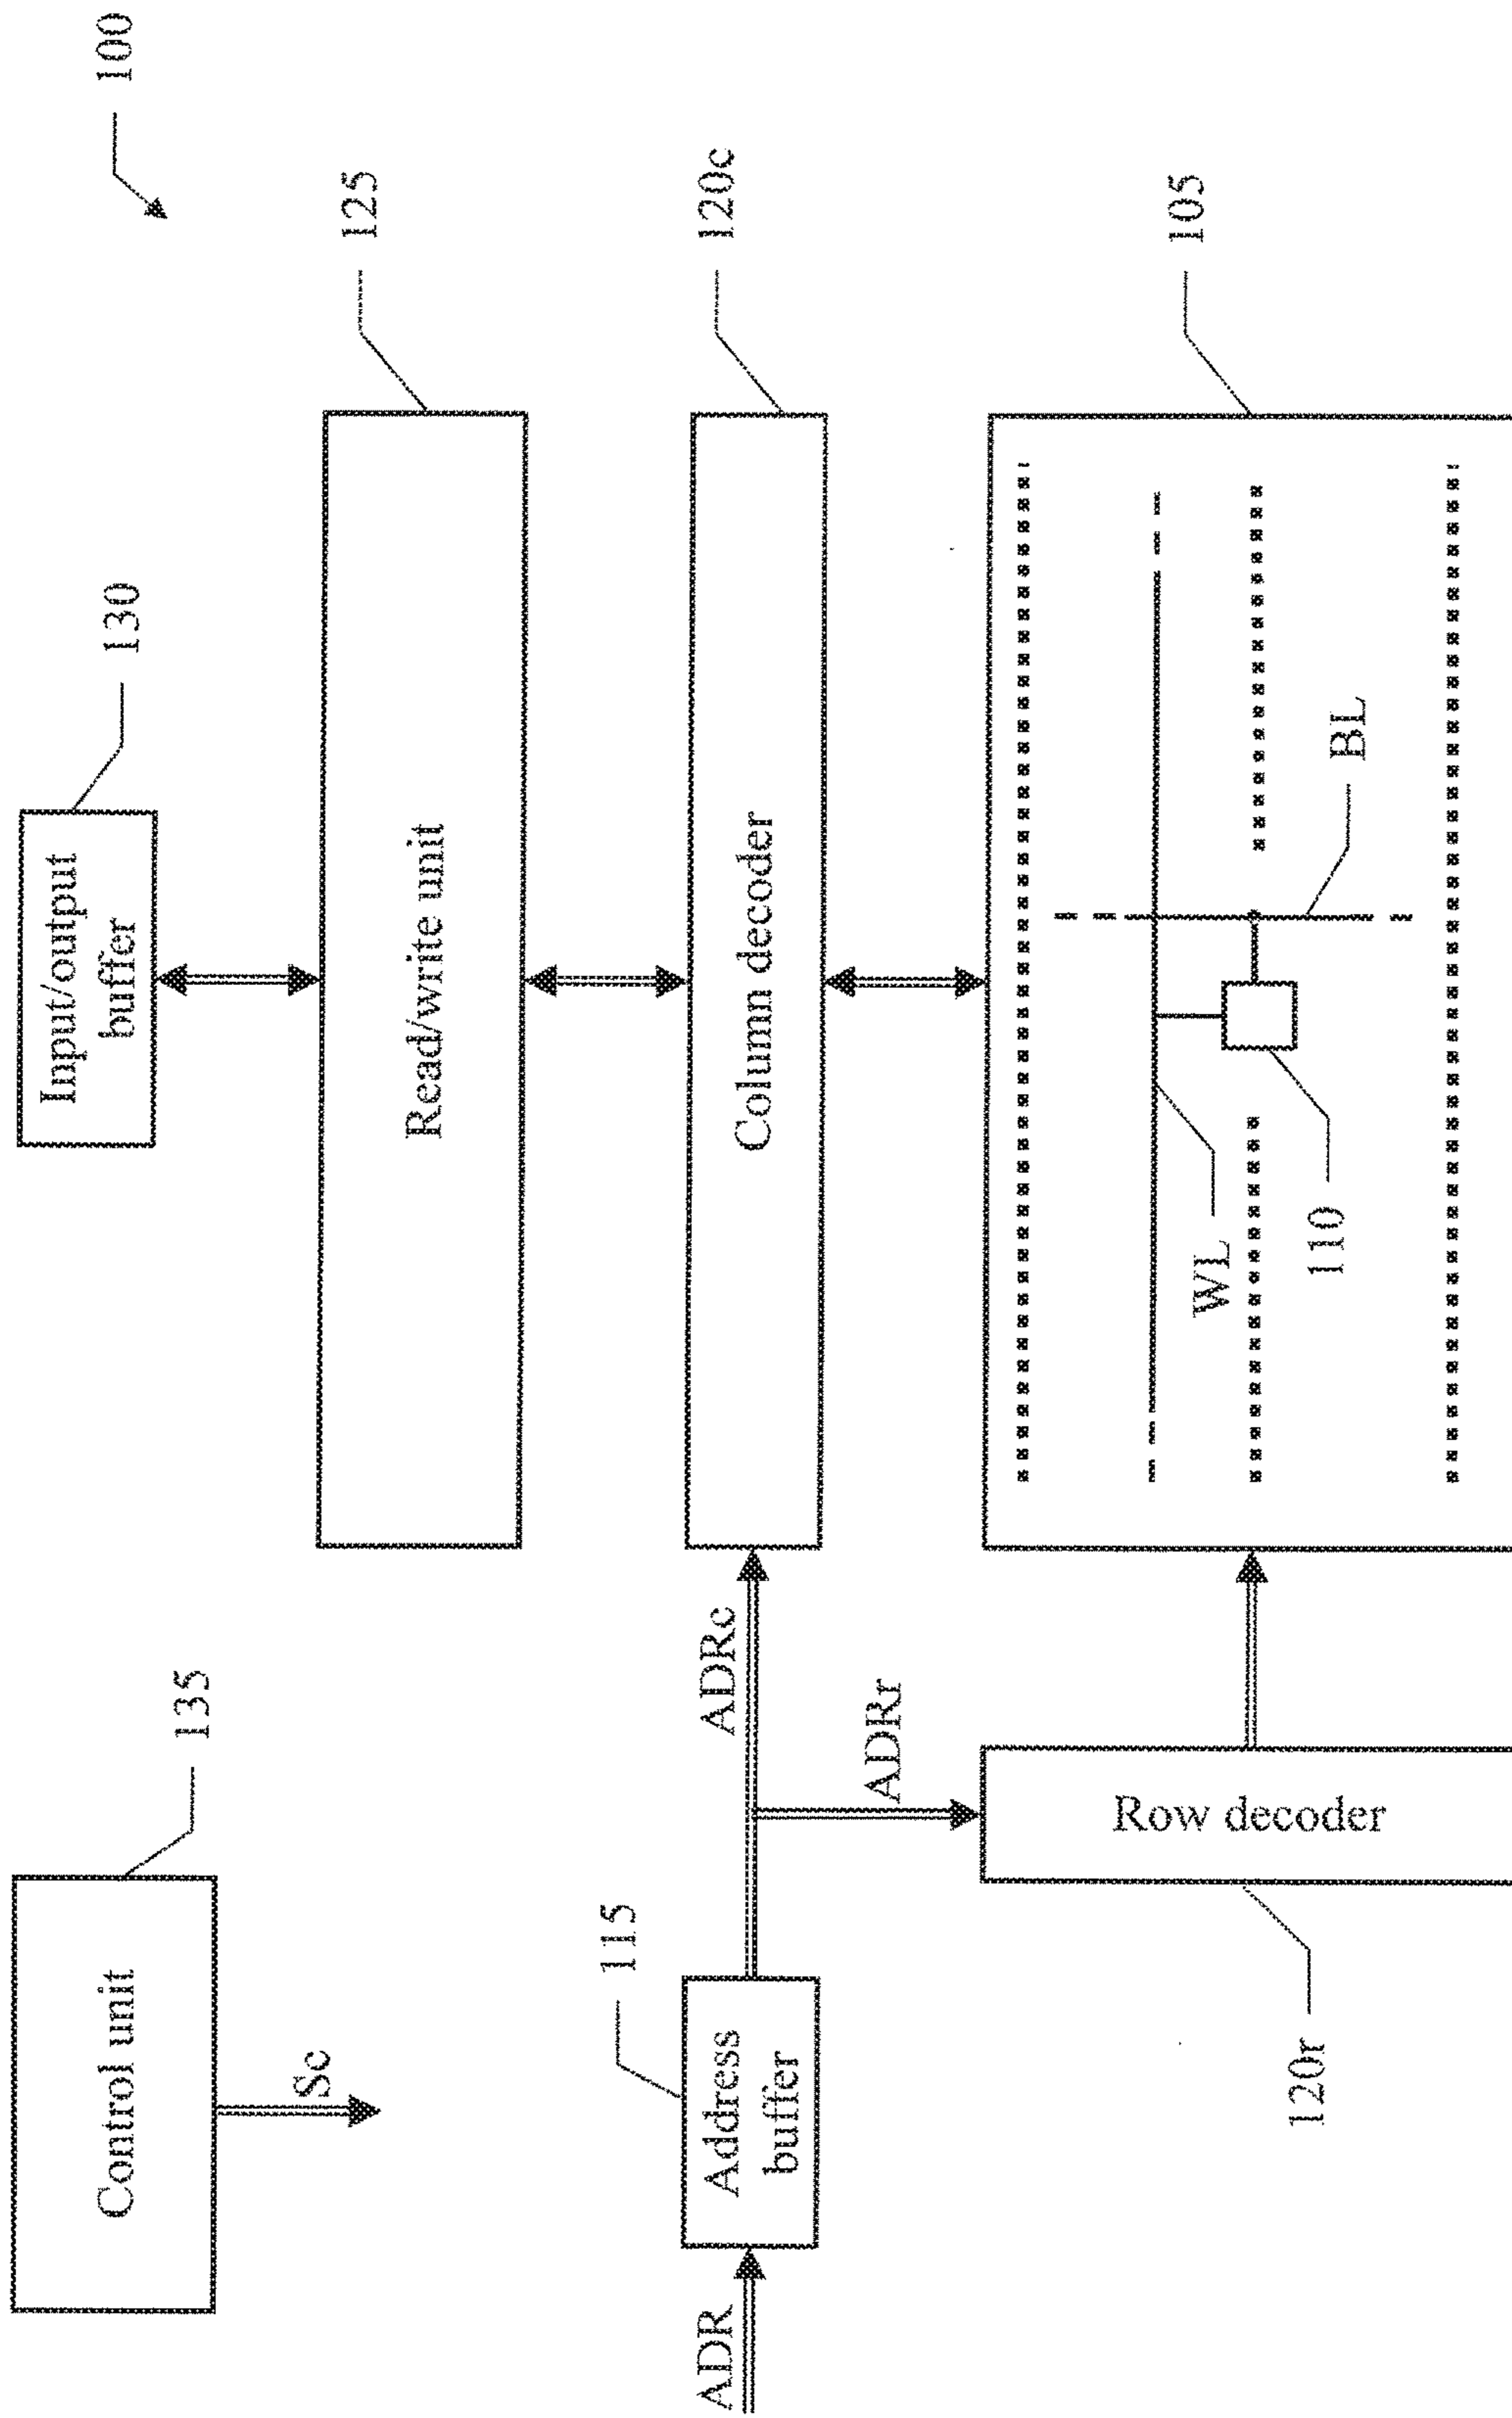 100
130
Input/output
buffer
125
Read/write unit
120c
Column decoder
105
BL
WL
110
135
Control unit
Sc
ADRc
ADRr
115
Address
buffer
ADR
Row decoder
120r